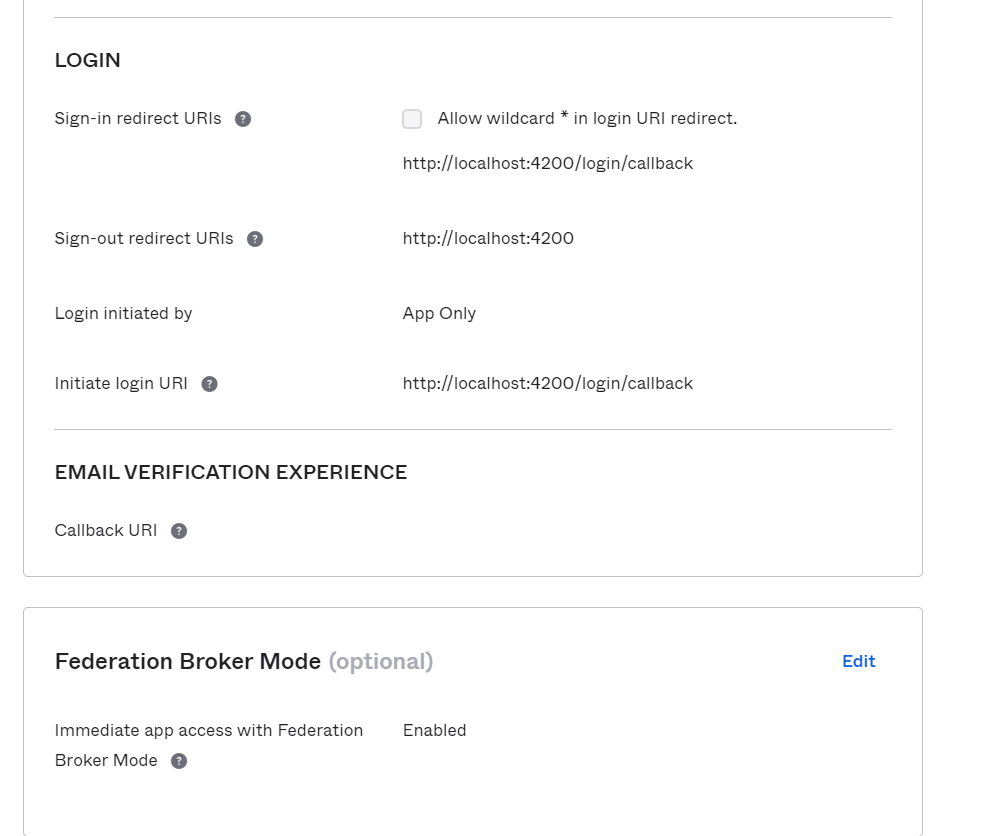 LOGIN
Sign-in redirect URIs ?
Allow wildcard * in login URI redirect.
http://localhost:4200/login/callback
Sign-out redirect URIs ?
http://localhost:4200
Login initiated by
App Only
Initiate login URI ?
http://localhost:4200/login/callback
EMAIL VERIFICATION EXPERIENCE
Callback URI ?
Federation Broker Mode (optional)
Edit
Immediate app access with Federation
Broker Mode ?
Enabled